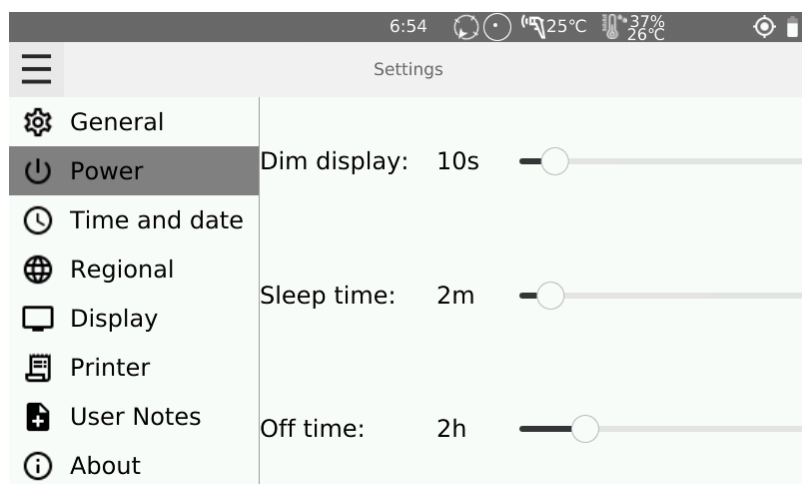 6:54 25°C 37%
26°C
Settings
General
Power
Time and date
Regional
Display
Printer
User Notes
About
Dim display: 10s
Sleep time: 2m
Off time: 2h